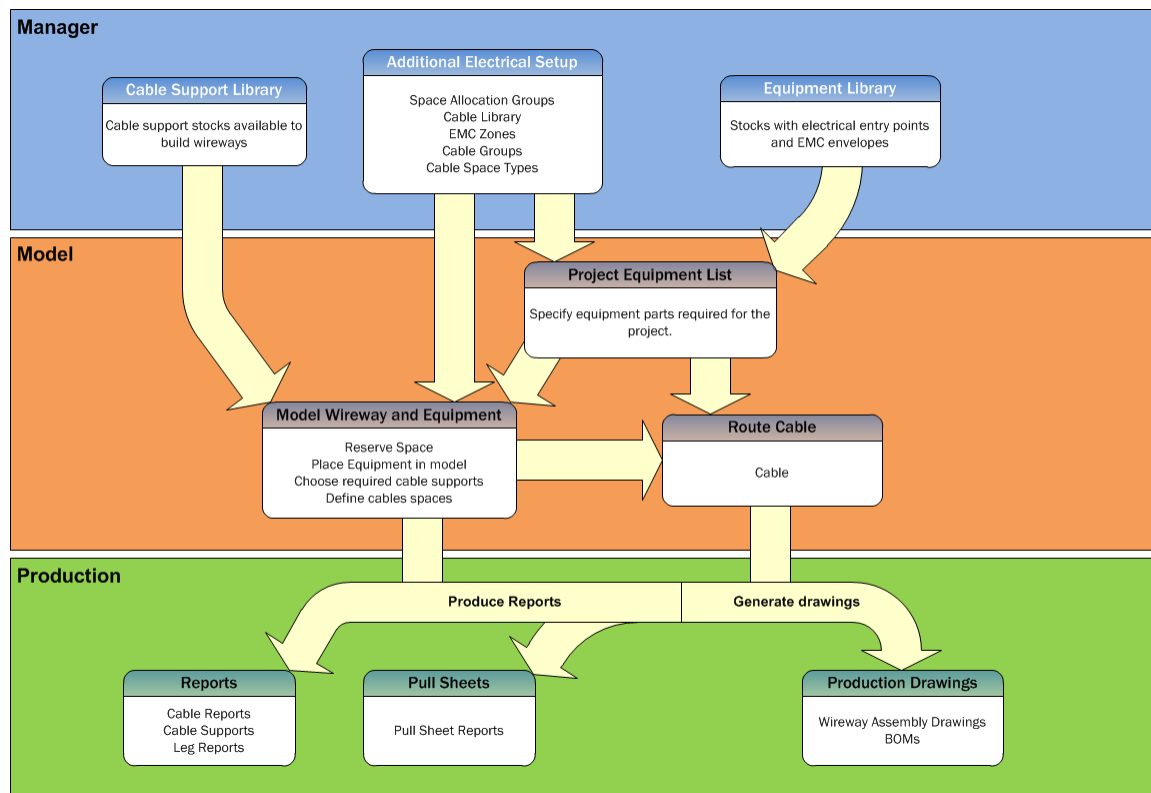 Manager
Cable Support Library
Cable support stocks available to
build wireways
Additional Electrical Setup
Space Allocation Groups
Cable Library
EMC Zones
Cable Groups
Cable Space Types
Equipment Library
Stocks with electrical entry points
and EMC envelopes
Model
Project Equipment List
Specify equipment parts required for the
project.
Model Wireway and Equipment
Reserve Space
Place Equipment in model
Choose required cable supports
Define cables spaces
Route Cable
Cable
Production
Produce Reports
Generate drawings
Reports
Cable Reports
Cable Supports
Leg Reports
Pull Sheets
Pull Sheet Reports
Production Drawings
Wireway Assembly Drawings
BOMs